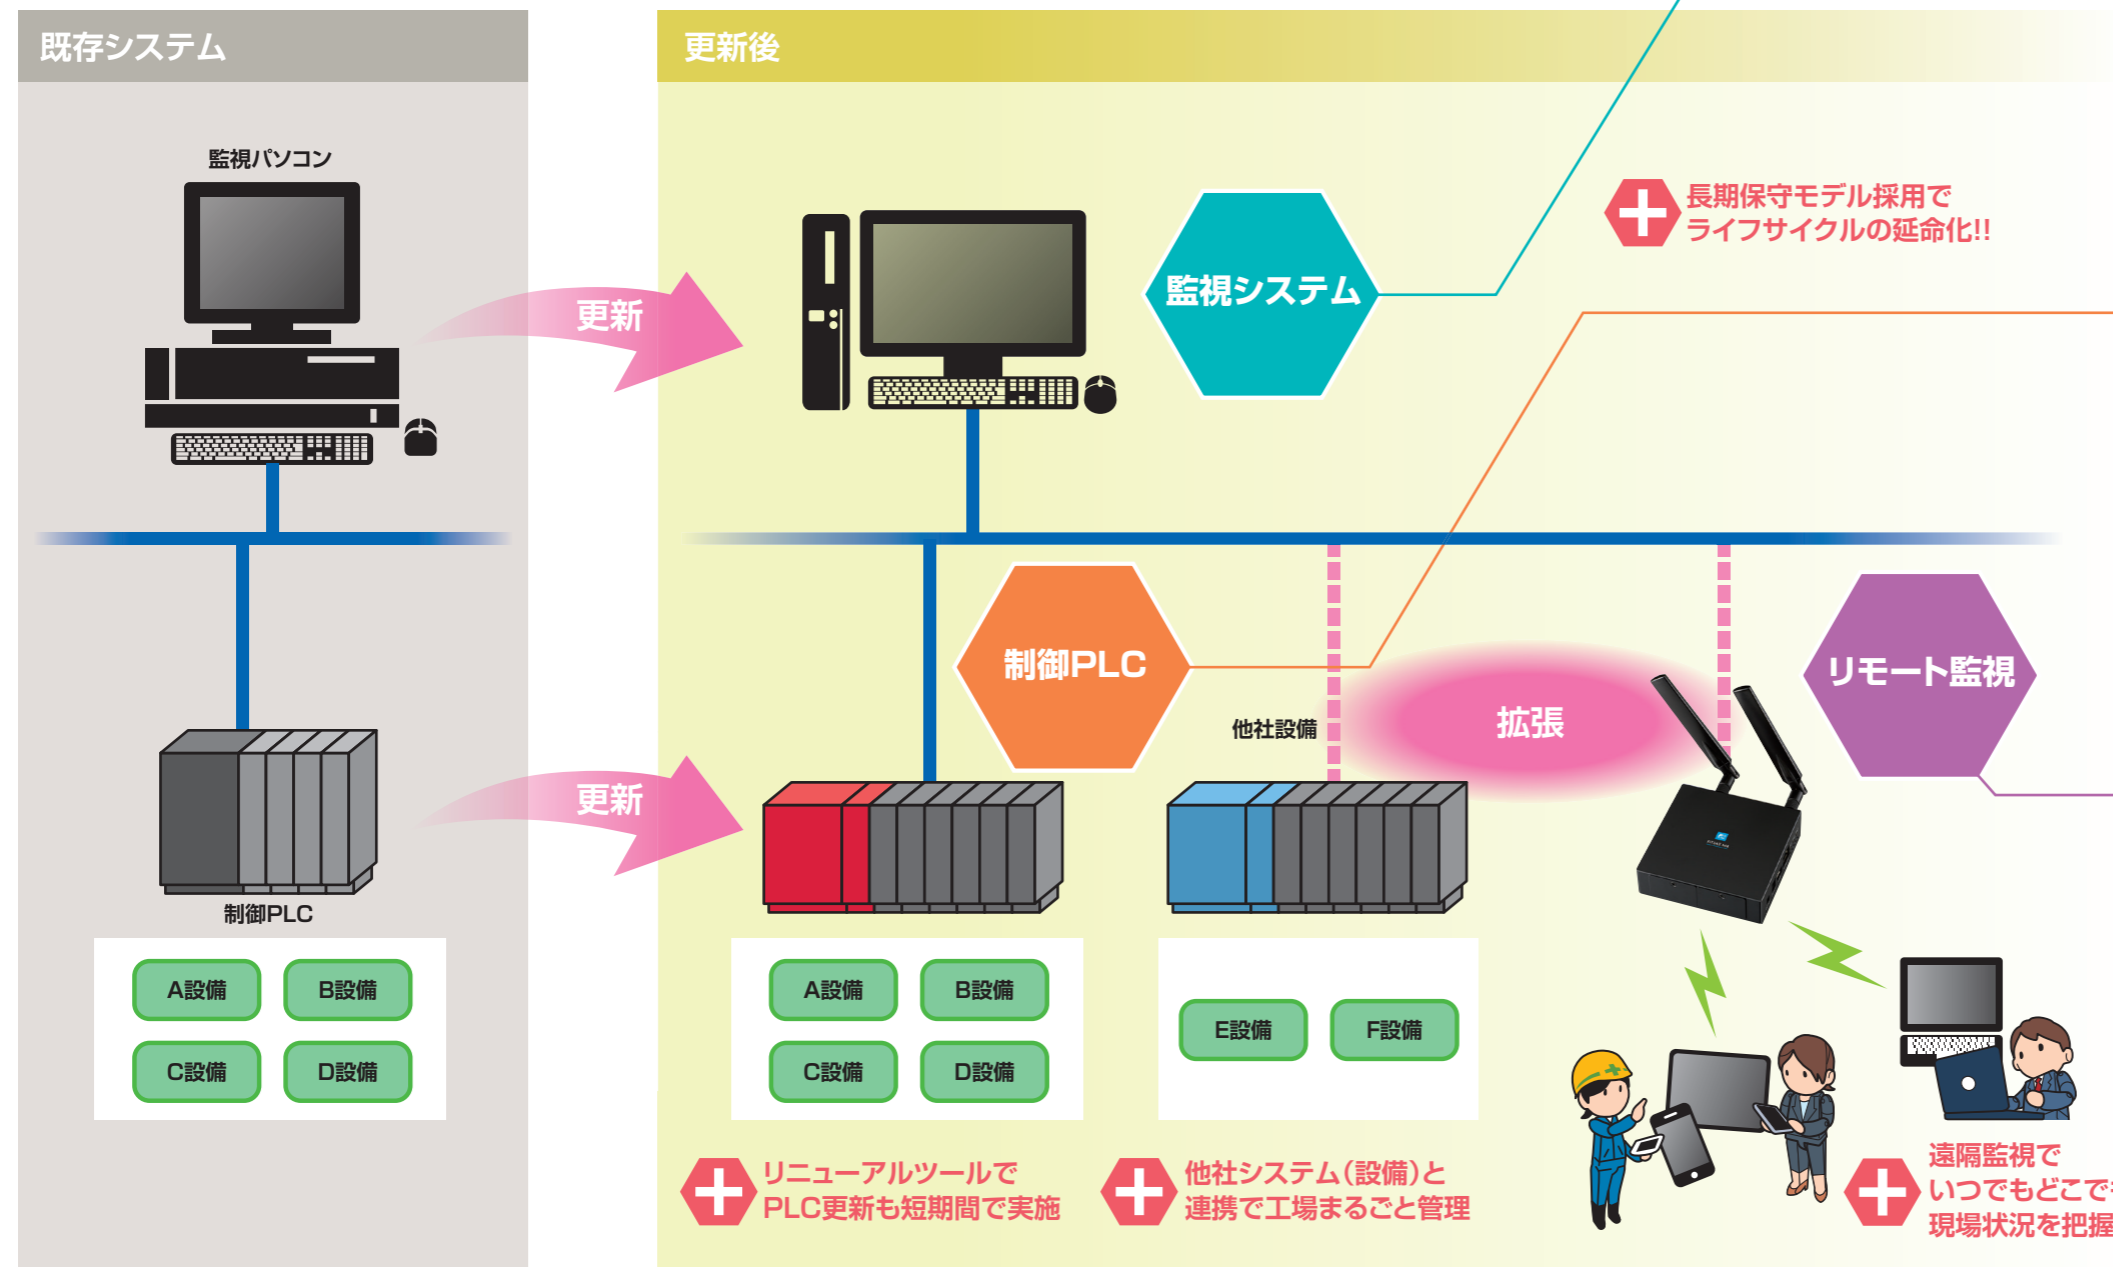 既存システム
更新後
監視パソコン
更新
監視システム
長期保守モデル採用で
ライフサイクルの延命化!!
制御PLC
リモート監視
他社設備
拡張
更新
制御PLC
A設備
B設備
C設備
D設備
A設備
B設備
C設備
D設備
E設備
F設備
リニューアルツールで
PLC更新も短期間で実施
他社システム(設備)と
連携で工場まるごと管理
遠隔監視で
いつでもどこで
現場状況を把握